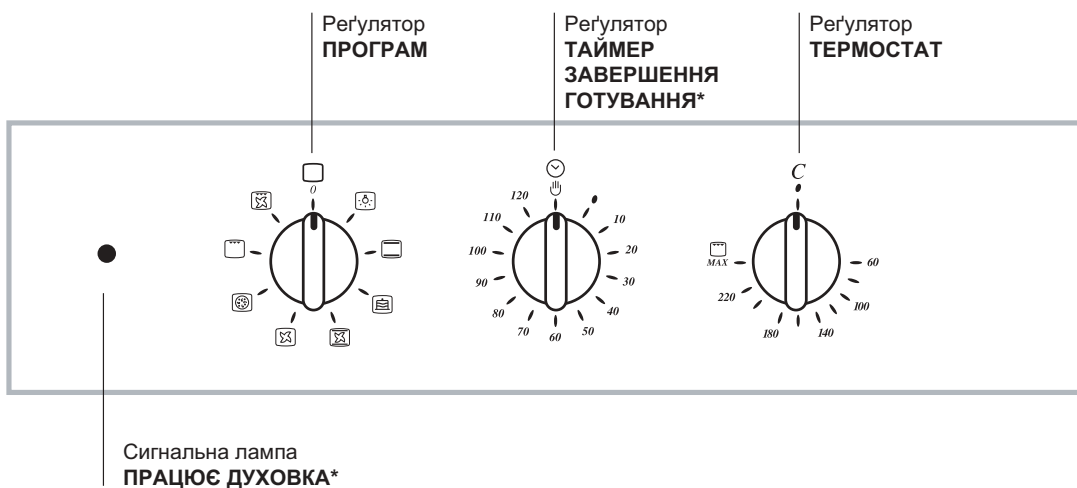 Реґулятор
ПРОГРАМ
Реґулятор
ТАЙМЕР
ЗАВЕРШЕННЯ
ГОТУВАННЯ*
Реґулятор
ТЕРМОСТАТ
0
120
110
100
90
80
70
60
50
40
30
20
10
C
MAX
220
180
140
100
60
Сигнальна лампа
ПРАЦЮЄ ДУХОВКА*